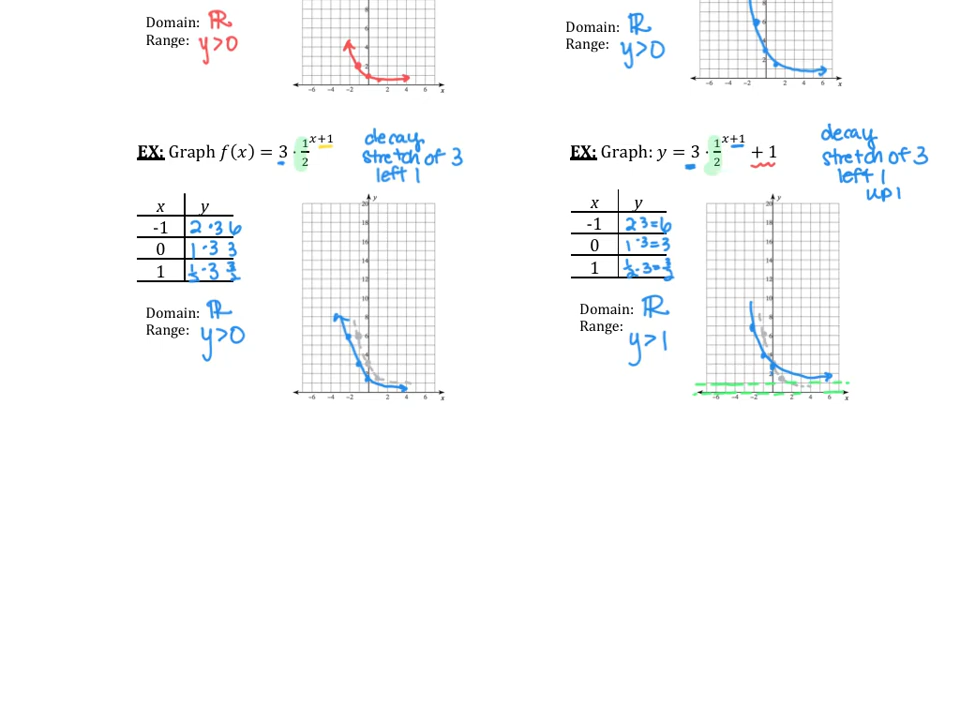 Domain: ℝ
Range: y>0
Domain: ℝ
Range: y>0
EX: Graph f(x) = 3 · 1/2^(x+1)
decay
stretch of 3
left 1
x y
-1 2·3 6
0 1·3 3
1 1/2·3 3/2
Domain: ℝ
Range: y>0
EX: Graph: y = 3 · 1/2^(x+1) + 1
decay
stretch of 3
left 1
up 1
x y
-1 2·3=6
0 1·3=3
1 1/2·3=3/2
Domain: ℝ
Range: y>1